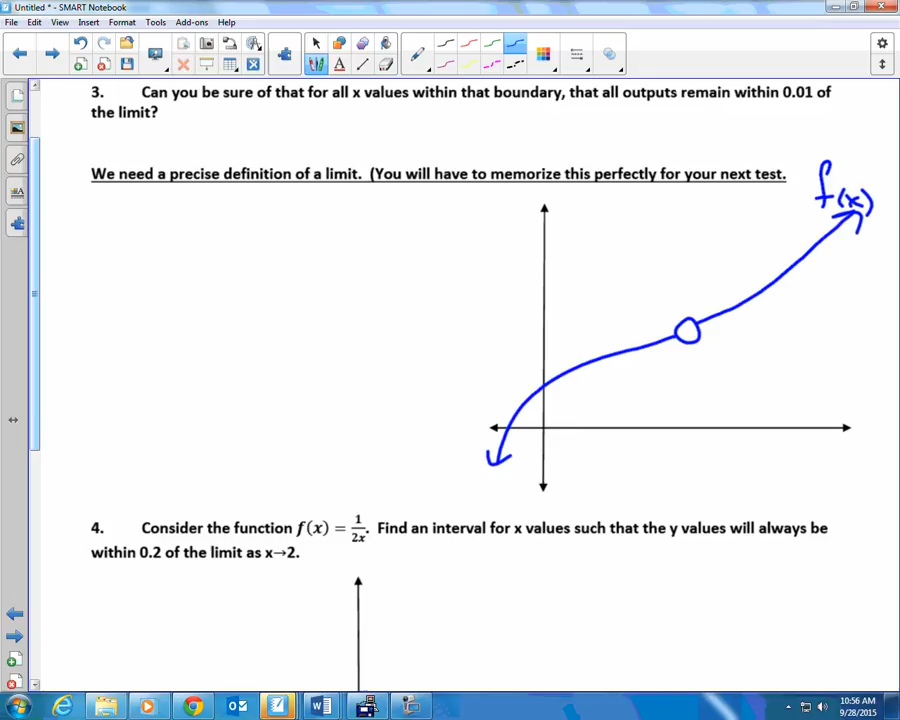 Untitled * - SMART Notebook
File Edit View Insert Format Tools Add-ons Help
3. Can you be sure of that for all x values within that boundary, that all outputs remain within 0.01 of
the limit?
We need a precise definition of a limit. (You will have to memorize this perfectly for your next test.
f(x)
4. Consider the function f(x) = 1/2x. Find an interval for x values such that the y values will always be
within 0.2 of the limit as x→2.
10:56 AM
9/28/2015